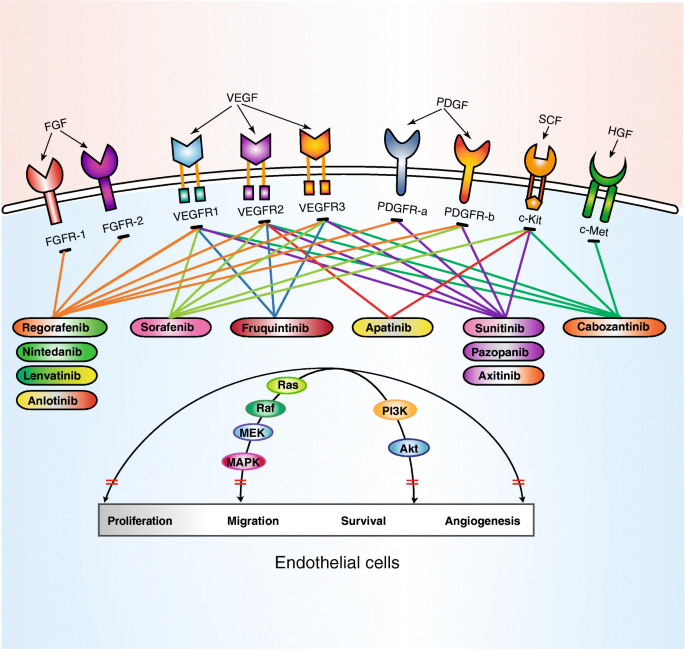 FGF
VEGF
PDGF
SCF
HGF
FGFR-1
FGFR-2
VEGFR1
VEGFR2
VEGFR3
PDGFR-a
PDGFR-b
c-Kit
c-Met
Regorafenib
Sorafenib
Fruquintinib
Apatinib
Sunitinib
Cabozantinib
Nintedanib
Pazopanib
Lenvatinib
Axitinib
Anlotinib
Ras
Raf
MEK
MAPK
PI3K
Akt
Proliferation Migration Survival Angiogenesis
Endothelial cells